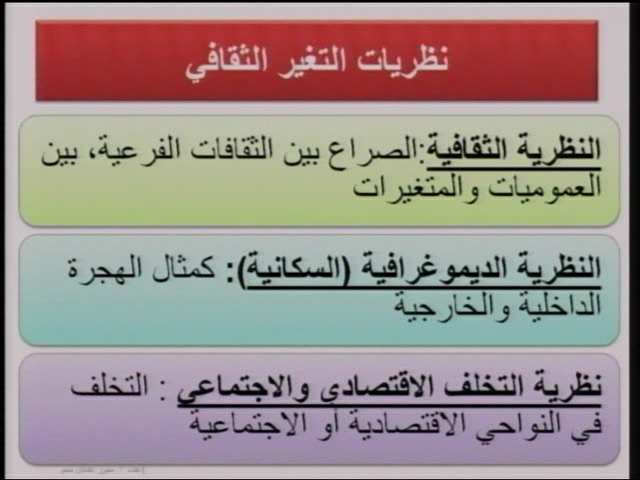 نظريات التغير الثقافي
النظرية الثقافية:الصراع بين الثقافات الفرعية، بين
العموميات والمتغيرات
النظرية الديموغرافية (السكانية): كمثال الهجرة
الداخلية والخارجية
نظرية التخلف الاقتصادي والاجتماعي : التخلف
في النواحي الاقتصادية أو الاجتماعية